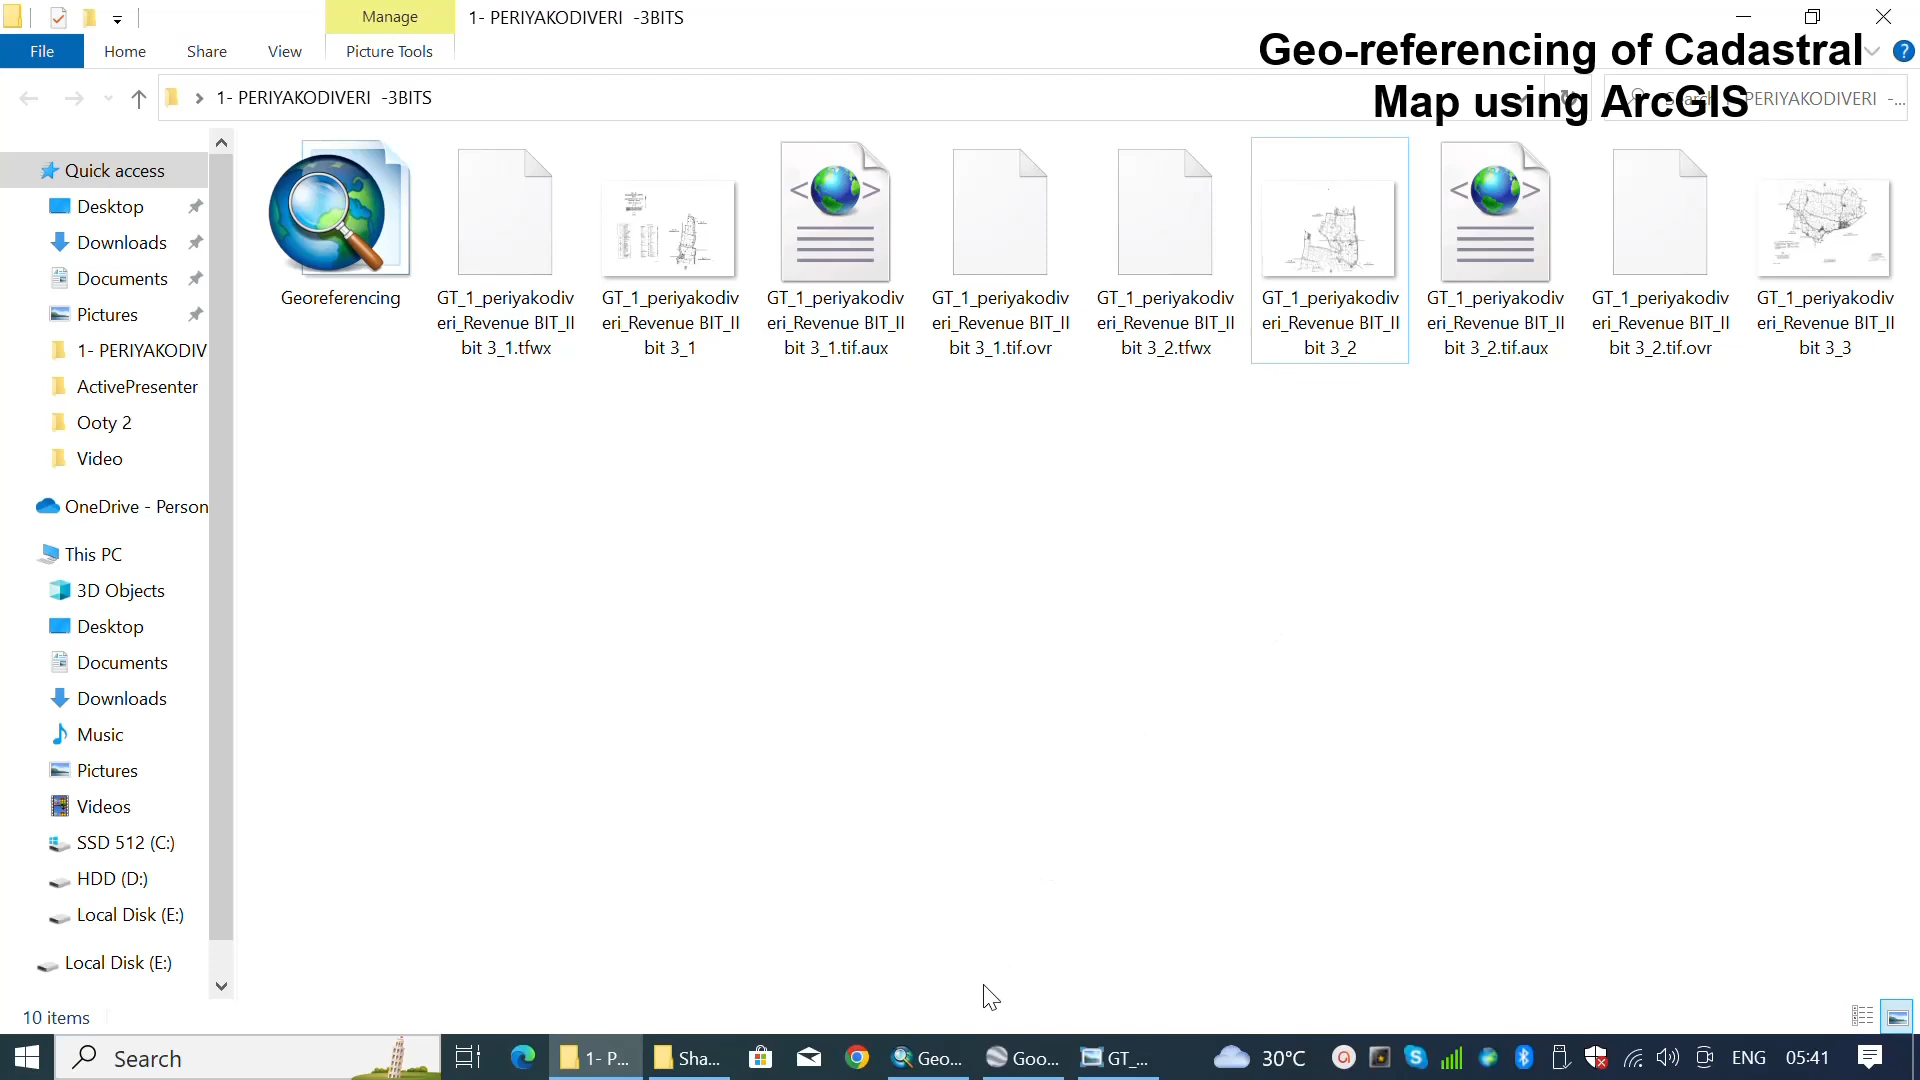 Manage
1- PERIYAKODIVERI -3BITS
File
Home
Share
View
Picture Tools
Geo-referencing of Cadastral
Map using ArcGIS
1- PERIYAKODIVERI -3BITS
PERIYAKODIVERI -...
Quick access
Desktop
Downloads
Documents
Pictures
1- PERIYAKODIV
ActivePresenter
Ooty 2
Video
OneDrive - Person
This PC
3D Objects
Desktop
Documents
Downloads
Music
Pictures
Videos
SSD 512 (C:)
HDD (D:)
Local Disk (E:)
Local Disk (E:)
Georeferencing
GT_1_periyakodiv
eri_Revenue BIT_II
bit 3_1.tfwx
GT_1_periyakodiv
eri_Revenue BIT_II
bit 3_1
GT_1_periyakodiv
eri_Revenue BIT_II
bit 3_1.tif.aux
GT_1_periyakodiv
eri_Revenue BIT_II
bit 3_1.tif.ovr
GT_1_periyakodiv
eri_Revenue BIT_II
bit 3_2.tfwx
GT_1_periyakodiv
eri_Revenue BIT_II
bit 3_2
GT_1_periyakodiv
eri_Revenue BIT_II
bit 3_2.tif.aux
GT_1_periyakodiv
eri_Revenue BIT_II
bit 3_2.tif.ovr
GT_1_periyakodiv
eri_Revenue BIT_II
bit 3_3
10 items
Search
1- P...
Sha...
Geo...
Goo...
GT_...
30°C
ENG
05:41